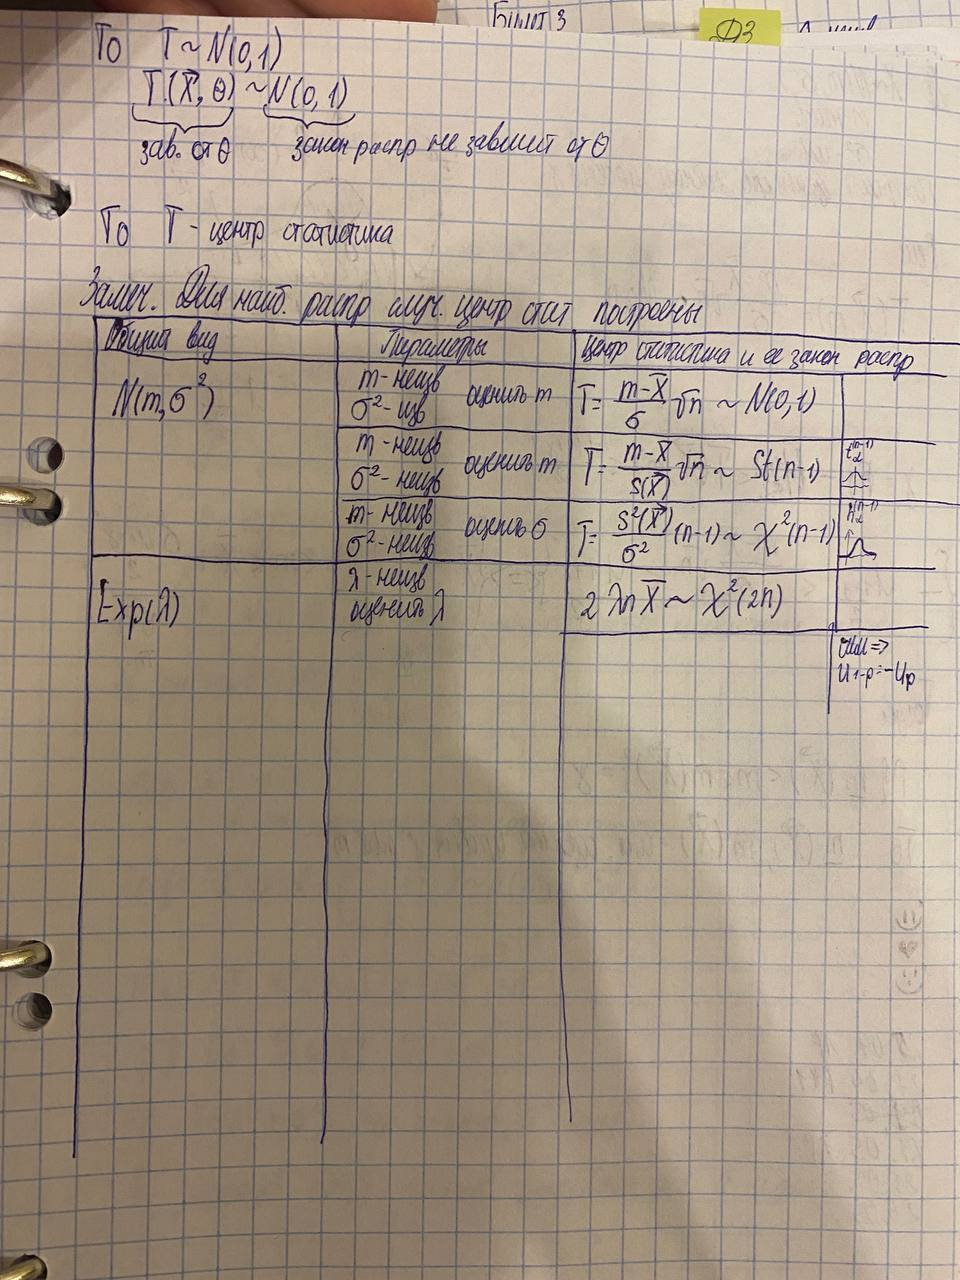 Билет 3
ДЗ
То T ~ N(0,1)
T(X⃗, θ) ~ N(0,1)
зав. от θ закон распр не зависит от θ
То T - центр статистика
Замеч. Для наиб. распр случ. центр стат построены
Общий вид Параметры Центр статистика и ее закон распр
N(m,σ²)
m - неизв
σ² - изв оценить m
T = (m - X̅)/σ √n ~ N(0,1)
m - неизв
σ² - неизв оценить m
T = (m - X̅)/S(X⃗) √n ~ St(n-1)
m - неизв
σ² - неизв оценить σ
T = S²(X⃗)/σ² (n-1) ~ χ²(n-1)
Exp(λ)
λ - неизв
оценить λ
2λnX̅ ~ χ²(2n)
u₁₋ₚ = -uₚ